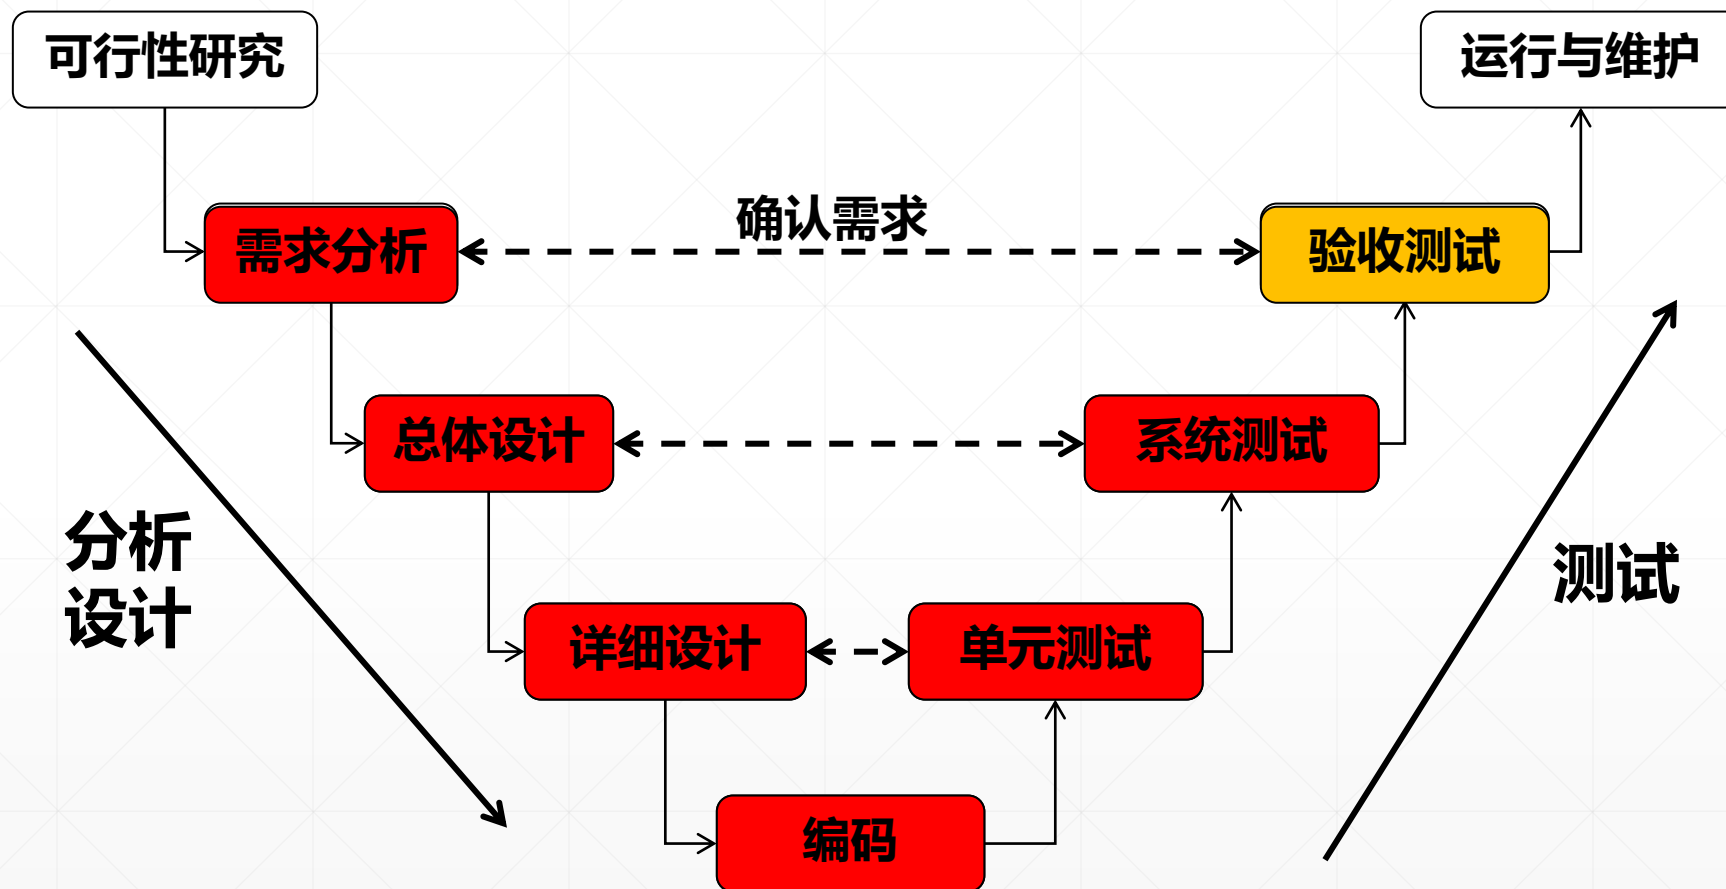 可行性研究
运行与维护
确认需求
需求分析
验收测试
总体设计
系统测试
分析
设计
测试
详细设计
单元测试
编码